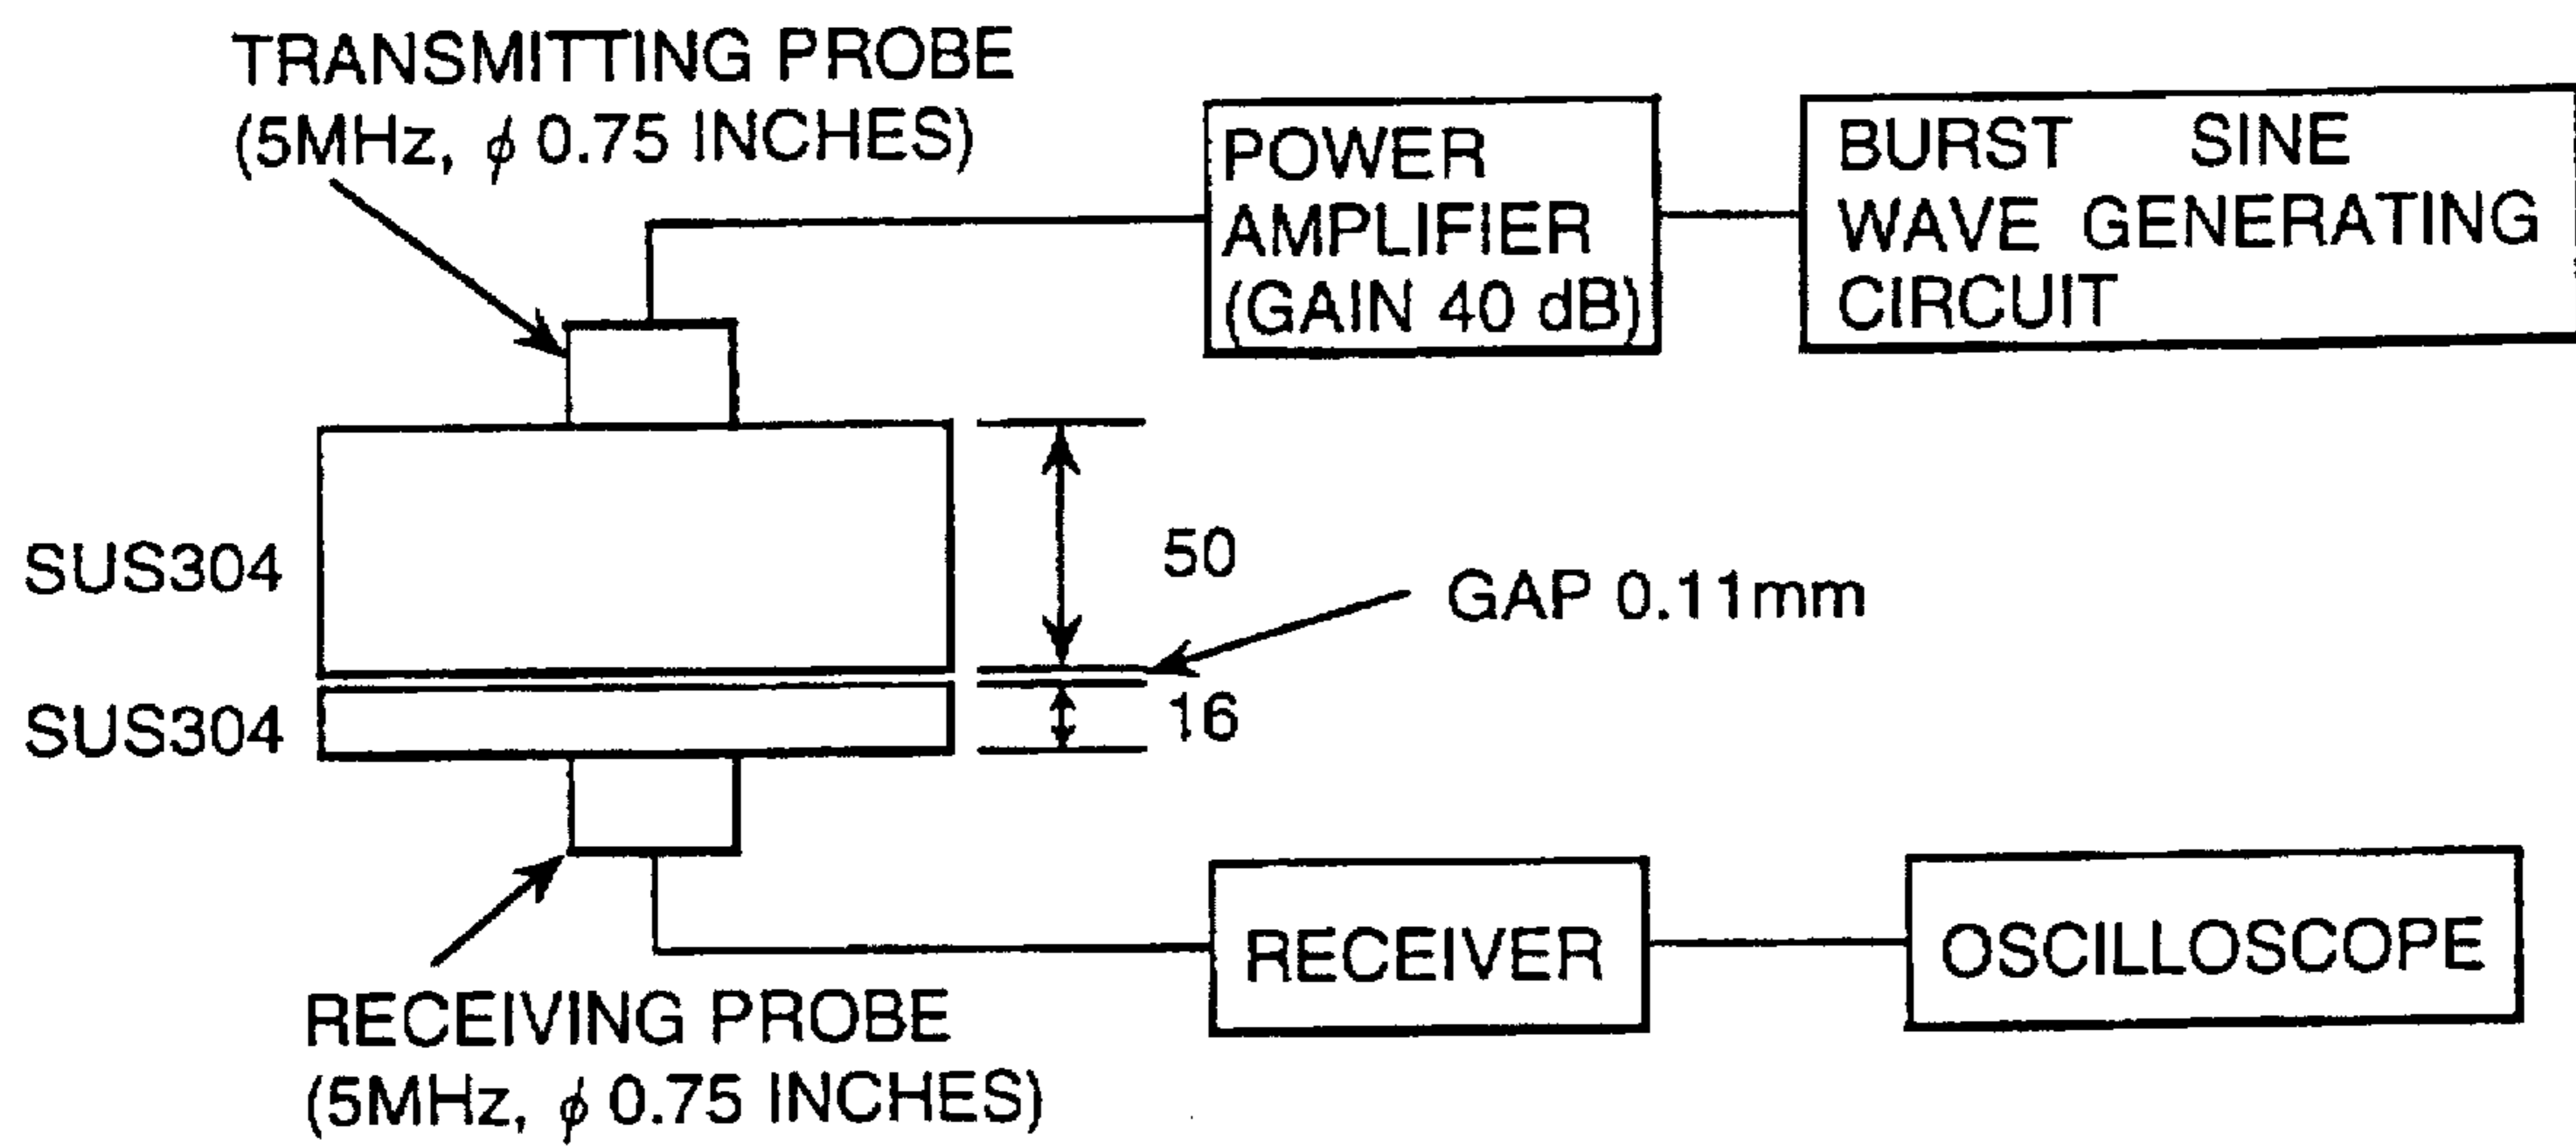 TRANSMITTING PROBE
(5MHz, ϕ 0.75 INCHES)
POWER
AMPLIFIER
(GAIN 40 dB)
BURST SINE
WAVE GENERATING
CIRCUIT
SUS304
50
GAP 0.11mm
SUS304
16
RECEIVER
OSCILLOSCOPE
RECEIVING PROBE
(5MHz, ϕ 0.75 INCHES)